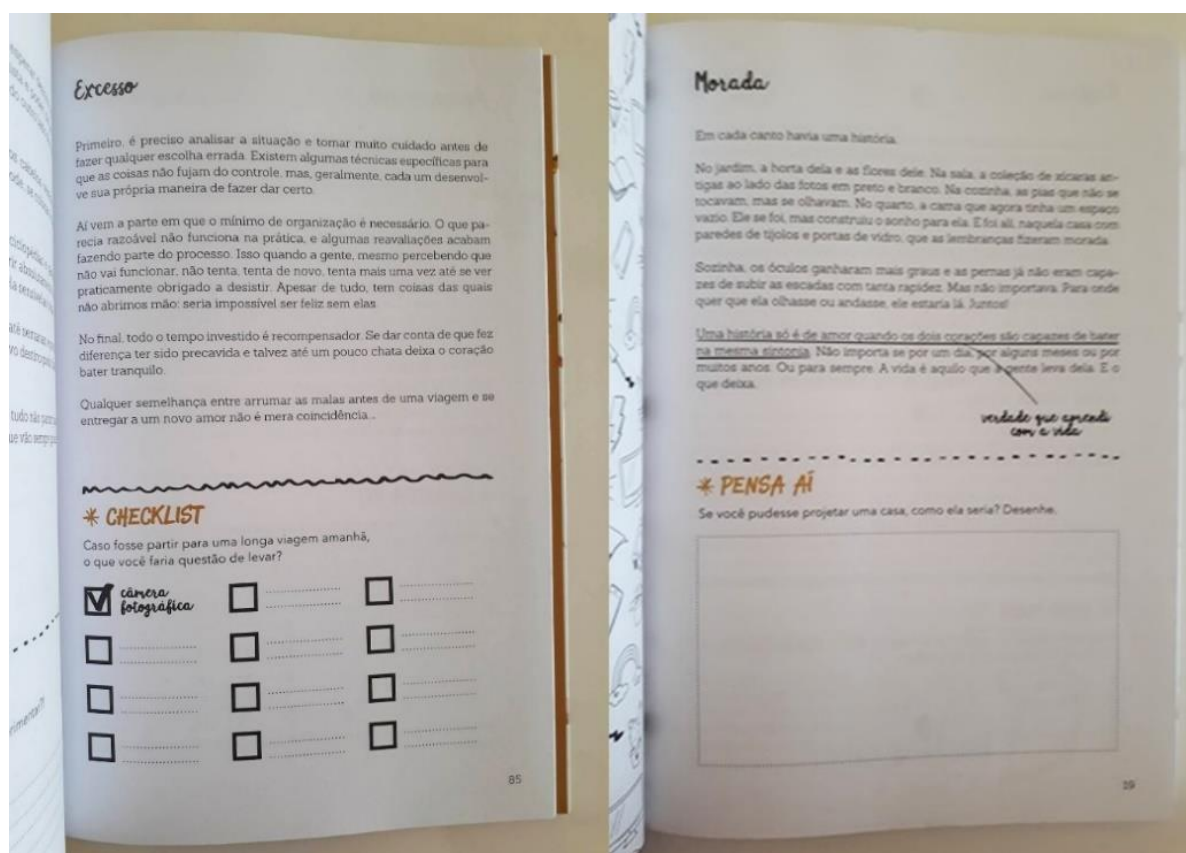 Excesso
Primeiro, é preciso analisar a situação e tomar muito cuidado antes de
fazer qualquer escolha errada. Existem algumas técnicas específicas para
que as coisas não fujam do controle, mas, geralmente, cada um desenvol-
ve sua própria maneira de fazer dar certo.
Aí vem a parte em que o mínimo de organização é necessário. O que pa-
recia razoável não funciona na prática, e algumas reavaliações acabam
fazendo parte do processo. Isso quando a gente, mesmo percebendo que
não vai funcionar, não tenta, tenta de novo, tenta mais uma vez até se ver
praticamente obrigado a desistir. Apesar de tudo, tem coisas das quais
não abrimos mão: seria impossível ser feliz sem elas.
No final, todo o tempo investido é recompensador. Se dar conta de que fez
diferença ter sido precavida e talvez até um pouco chata deixa o coração
bater tranquilo.
Qualquer semelhança entre arrumar as malas antes de uma viagem e se
entregar a um novo amor não é mera coincidência...
* CHECKLIST
Caso fosse partir para uma longa viagem amanhã,
o que você faria questão de levar?
câmera
fotográfica
85
Morada
Em cada canto havia uma história.
No jardim, a horta dela e as flores dele. Na sala, a coleção de xícaras an-
tigas ao lado das fotos em preto e branco. Na cozinha, as pias que não se
tocavam, mas se olhavam. No quarto, a cama que agora tinha um espaço
vazio. Ele se foi, mas construiu o sonho para ela. E foi ali, naquela casa com
paredes de tijolos e portas de vidro, que as lembranças fizeram morada.
Sozinha, os óculos ganharam mais graus e as pernas já não eram capa-
zes de subir as escadas com tanta rapidez. Mas não importava. Para onde
quer que ela olhasse ou andasse, ele estaria lá. Juntos!
Uma história só é de amor quando os dois corações são capazes de bater
na mesma sintonia. Não importa se por um dia, por alguns meses ou por
muitos anos. Ou para sempre. A vida é aquilo que a gente leva dela. E o
que deixa.
verdade que aprendi
com a vida
* PENSA AÍ
Se você pudesse projetar uma casa, como ela seria? Desenhe.
19